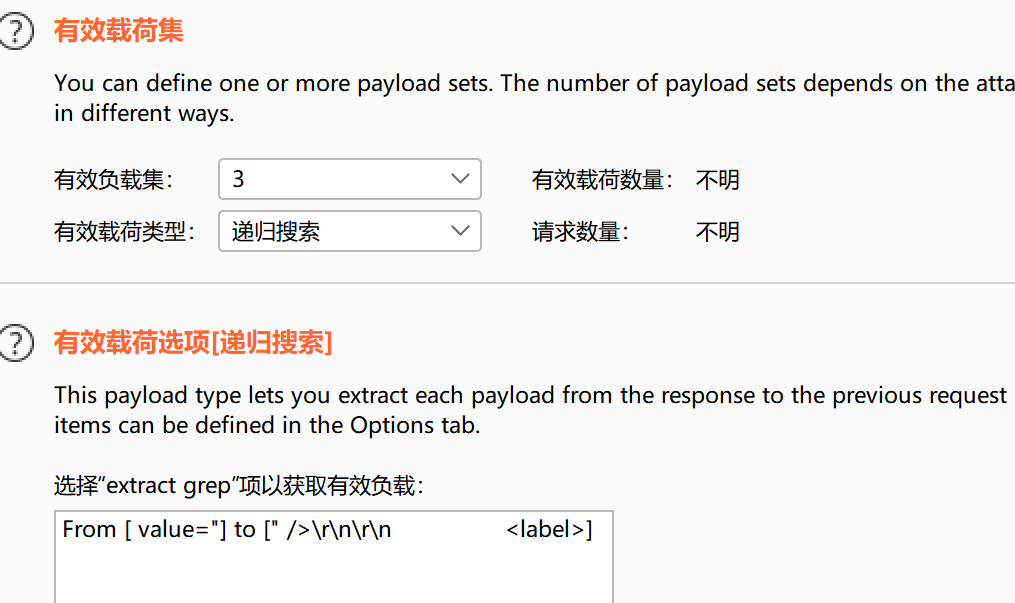 有效载荷集
You can define one or more payload sets. The number of payload sets depends on the atta
in different ways.
有效负载集： 3 有效载荷数量： 不明
有效载荷类型： 递归搜索 请求数量： 不明
有效载荷选项[递归搜索]
This payload type lets you extract each payload from the response to the previous request
items can be defined in the Options tab.
选择“extract grep”项以获取有效负载：
From [ value="] to [" />\r\n\r\n <label>]